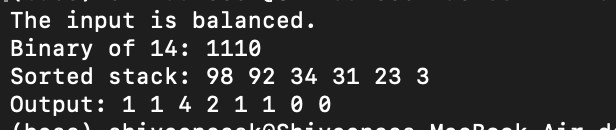 The input is balanced.
Binary of 14: 1110
Sorted stack: 98 92 34 31 23 3
Output: 1 1 4 2 1 1 0 0